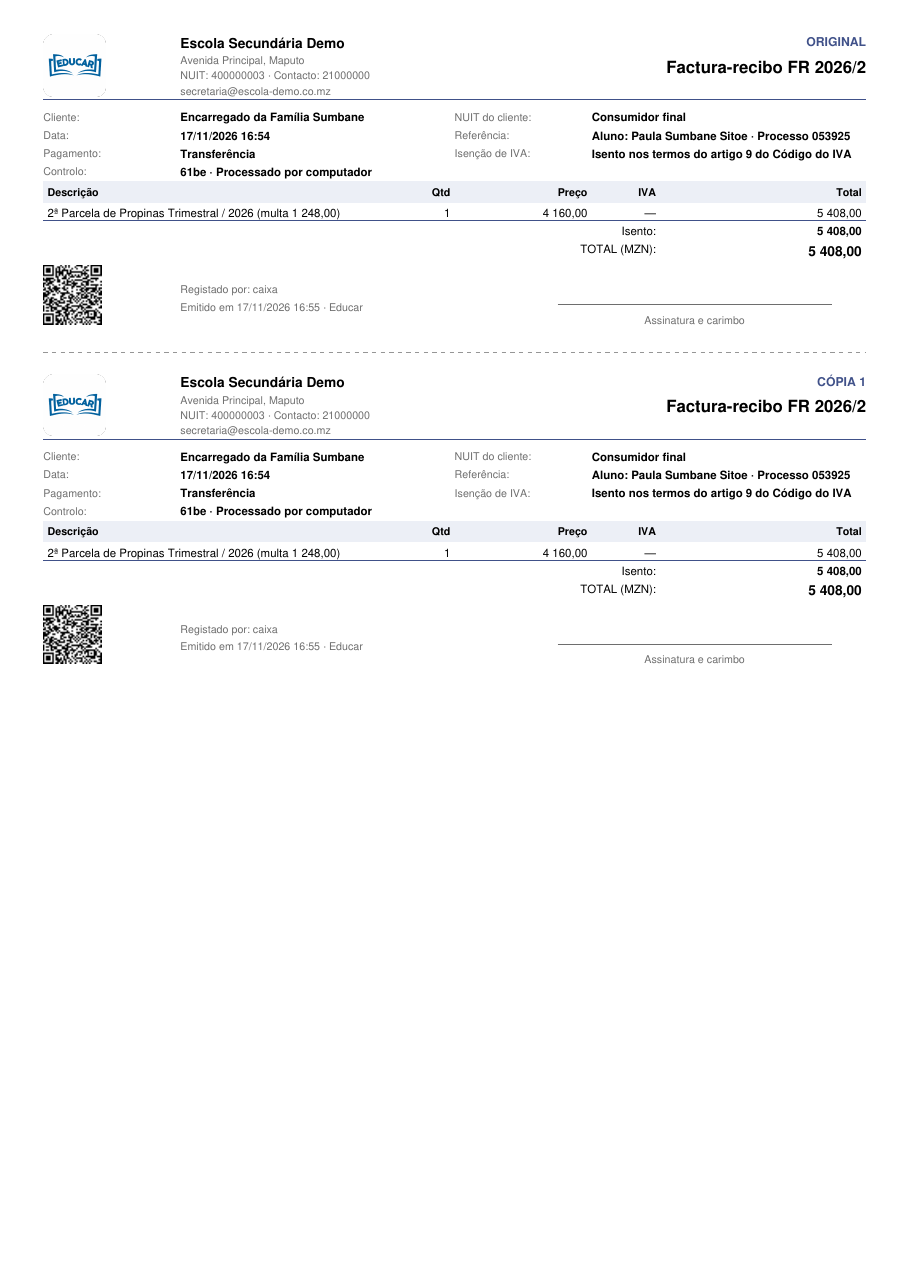 EDUCAR
Escola Secundária Demo
Avenida Principal, Maputo
NUIT: 400000003 · Contacto: 21000000
secretaria@escola-demo.co.mz
ORIGINAL
Factura-recibo FR 2026/2
Cliente: Encarregado da Família Sumbane NUIT do cliente: Consumidor final
Data: 17/11/2026 16:54 Referência: Aluno: Paula Sumbane Sitoe · Processo 053925
Pagamento: Transferência Isenção de IVA: Isento nos termos do artigo 9 do Código do IVA
Controlo: 61be · Processado por computador
Descrição Qtd Preço IVA Total
2ª Parcela de Propinas Trimestral / 2026 (multa 1 248,00) 1 4 160,00 — 5 408,00
Isento: 5 408,00
TOTAL (MZN): 5 408,00
Registado por: caixa
Emitido em 17/11/2026 16:55 · Educar
Assinatura e carimbo
EDUCAR
Escola Secundária Demo
Avenida Principal, Maputo
NUIT: 400000003 · Contacto: 21000000
secretaria@escola-demo.co.mz
CÓPIA 1
Factura-recibo FR 2026/2
Cliente: Encarregado da Família Sumbane NUIT do cliente: Consumidor final
Data: 17/11/2026 16:54 Referência: Aluno: Paula Sumbane Sitoe · Processo 053925
Pagamento: Transferência Isenção de IVA: Isento nos termos do artigo 9 do Código do IVA
Controlo: 61be · Processado por computador
Descrição Qtd Preço IVA Total
2ª Parcela de Propinas Trimestral / 2026 (multa 1 248,00) 1 4 160,00 — 5 408,00
Isento: 5 408,00
TOTAL (MZN): 5 408,00
Registado por: caixa
Emitido em 17/11/2026 16:55 · Educar
Assinatura e carimbo